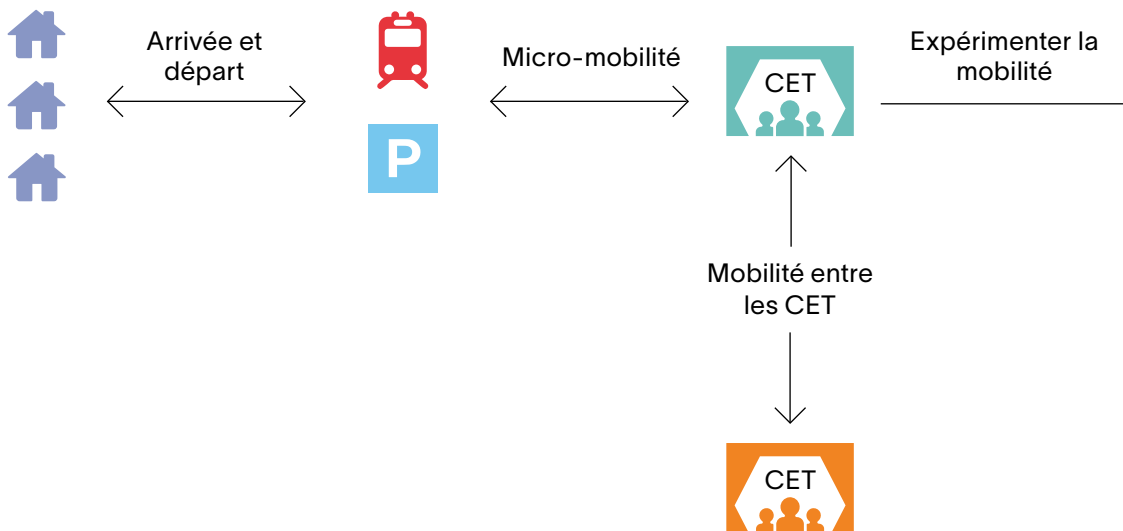 Arrivée et
départ
Micro-mobilité
CET
Expérimenter la
mobilité
P
Mobilité entre
les CET
CET